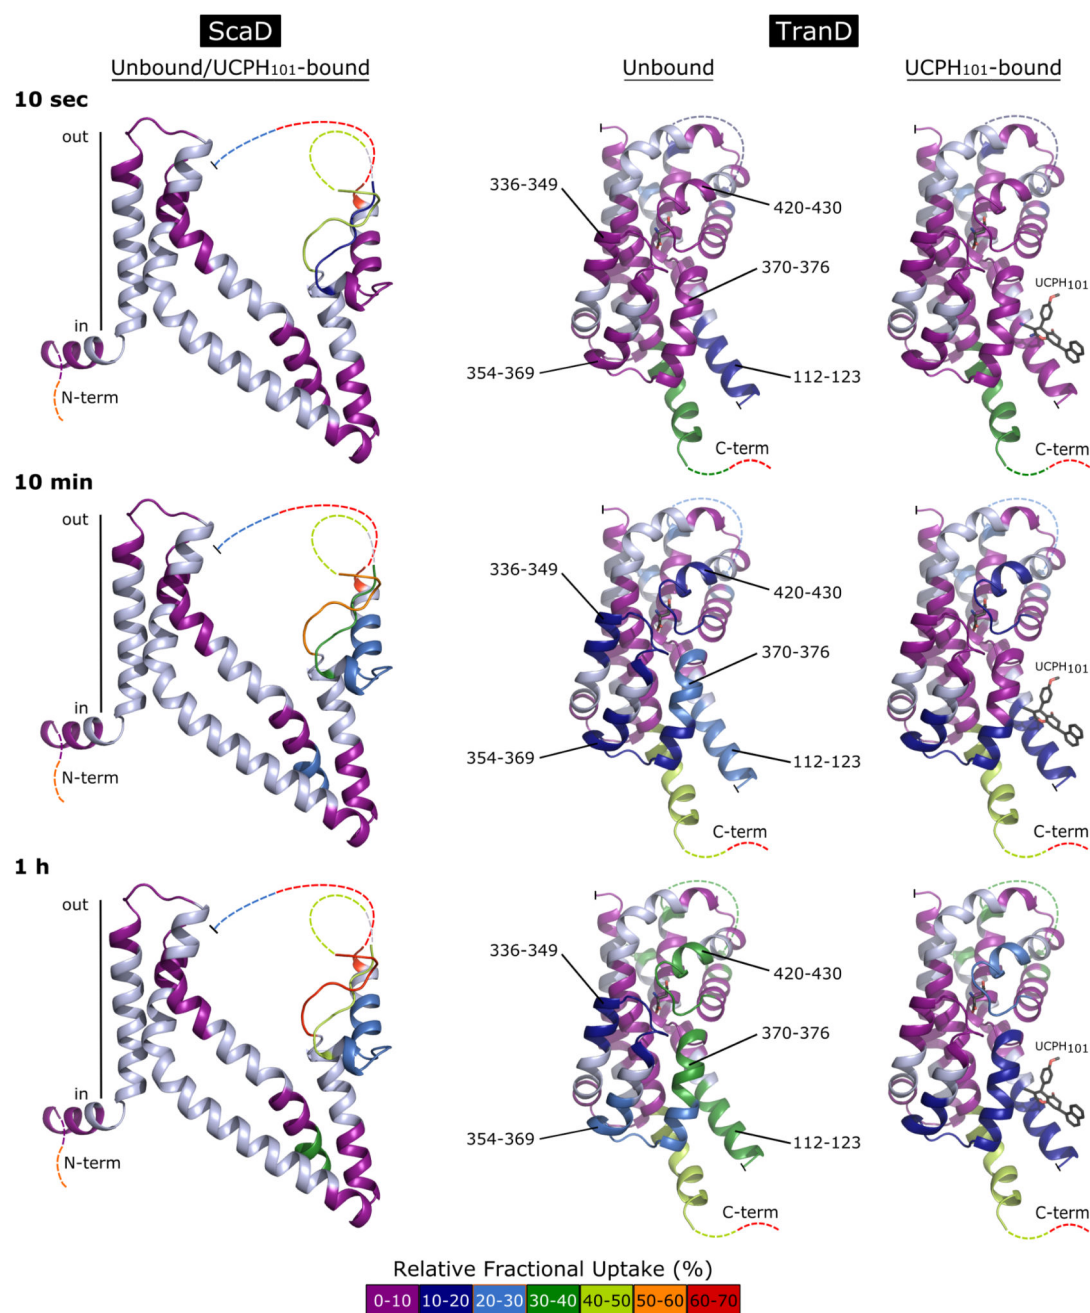 ScaD
TranD
Unbound/UCPH101-bound
Unbound
UCPH101-bound
10 sec
out
336-349
420-430
370-376
UCPH101
in
354-369
112-123
N-term
C-term
C-term
10 min
out
336-349
420-430
370-376
UCPH101
in
354-369
112-123
N-term
C-term
C-term
1 h
out
336-349
420-430
370-376
UCPH101
in
354-369
112-123
N-term
C-term
C-term
Relative Fractional Uptake (%)
0-10 10-20 20-30 30-40 40-50 50-60 60-70